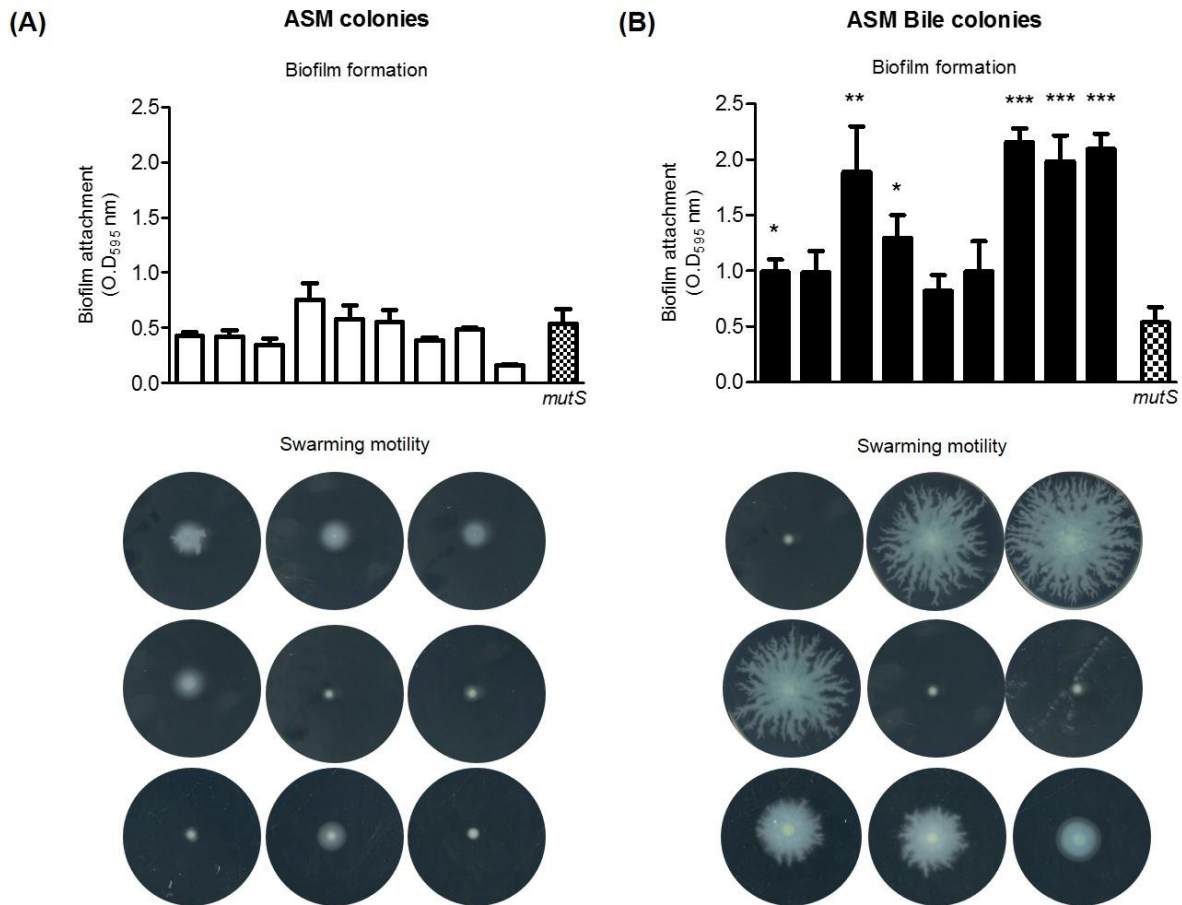 (A)
ASM colonies
Biofilm formation
Biofilm attachment
(O.D595 nm)
2.5
2.0
1.5
1.0
0.5
0.0
mutS
Swarming motility
(B)
ASM Bile colonies
Biofilm formation
Biofilm attachment
(O.D595 nm)
2.5
2.0
1.5
1.0
0.5
0.0
*
**
*
***
***
***
mutS
Swarming motility